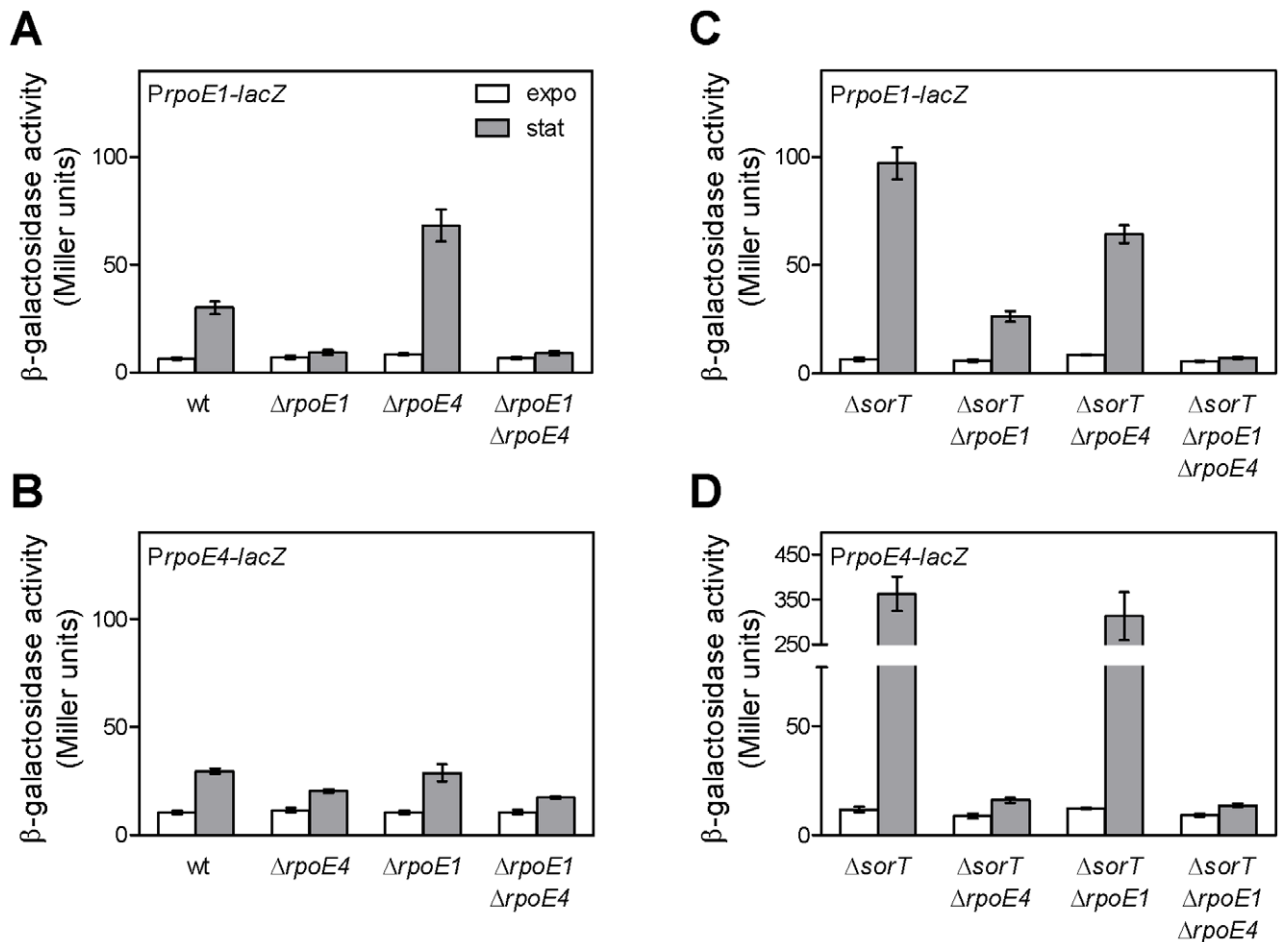 A
β-galactosidase activity
(Miller units)
PrpoE1-lacZ
expo
stat
100
50
0
wt
ΔrpoE1
ΔrpoE4
ΔrpoE1
ΔrpoE4
B
β-galactosidase activity
(Miller units)
PrpoE4-lacZ
100
50
0
wt
ΔrpoE4
ΔrpoE1
ΔrpoE1
ΔrpoE4
C
β-galactosidase activity
(Miller units)
PrpoE1-lacZ
100
50
0
ΔsorT
ΔsorT
ΔrpoE1
ΔsorT
ΔrpoE4
ΔsorT
ΔrpoE1
ΔrpoE4
D
β-galactosidase activity
(Miller units)
PrpoE4-lacZ
450
350
250
50
0
ΔsorT
ΔsorT
ΔrpoE4
ΔsorT
ΔrpoE1
ΔsorT
ΔrpoE1
ΔrpoE4